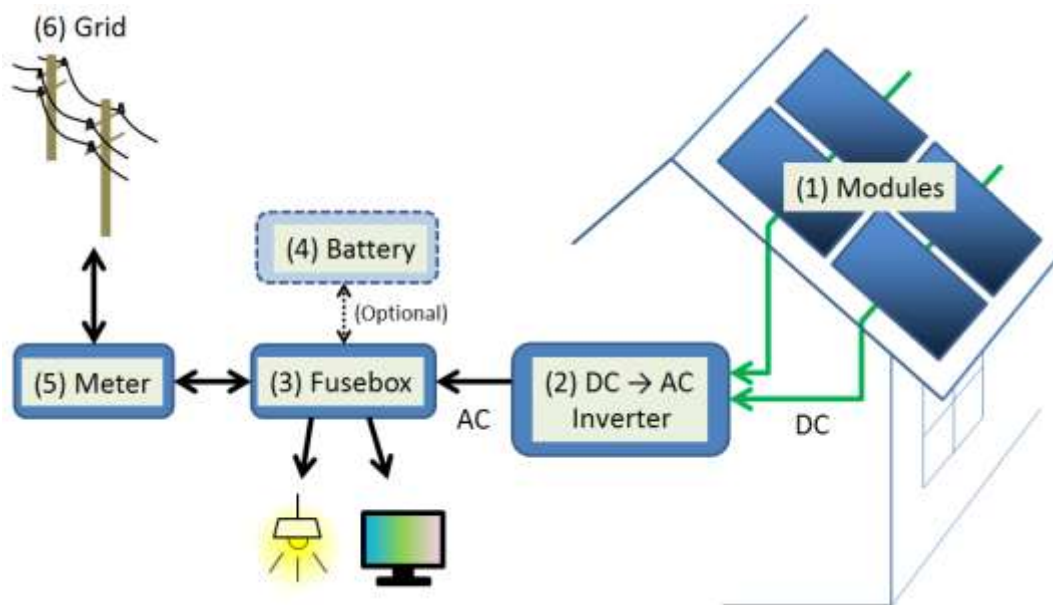 (6) Grid
(1) Modules
(4) Battery
(Optional)
(5) Meter
(3) Fusebox
AC
(2) DC → AC
Inverter
DC